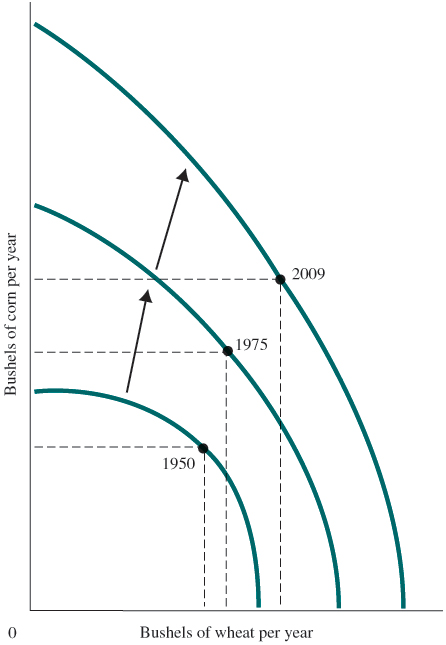 2009
1975
1950
Bushels of corn per year
0
Bushels of wheat per year